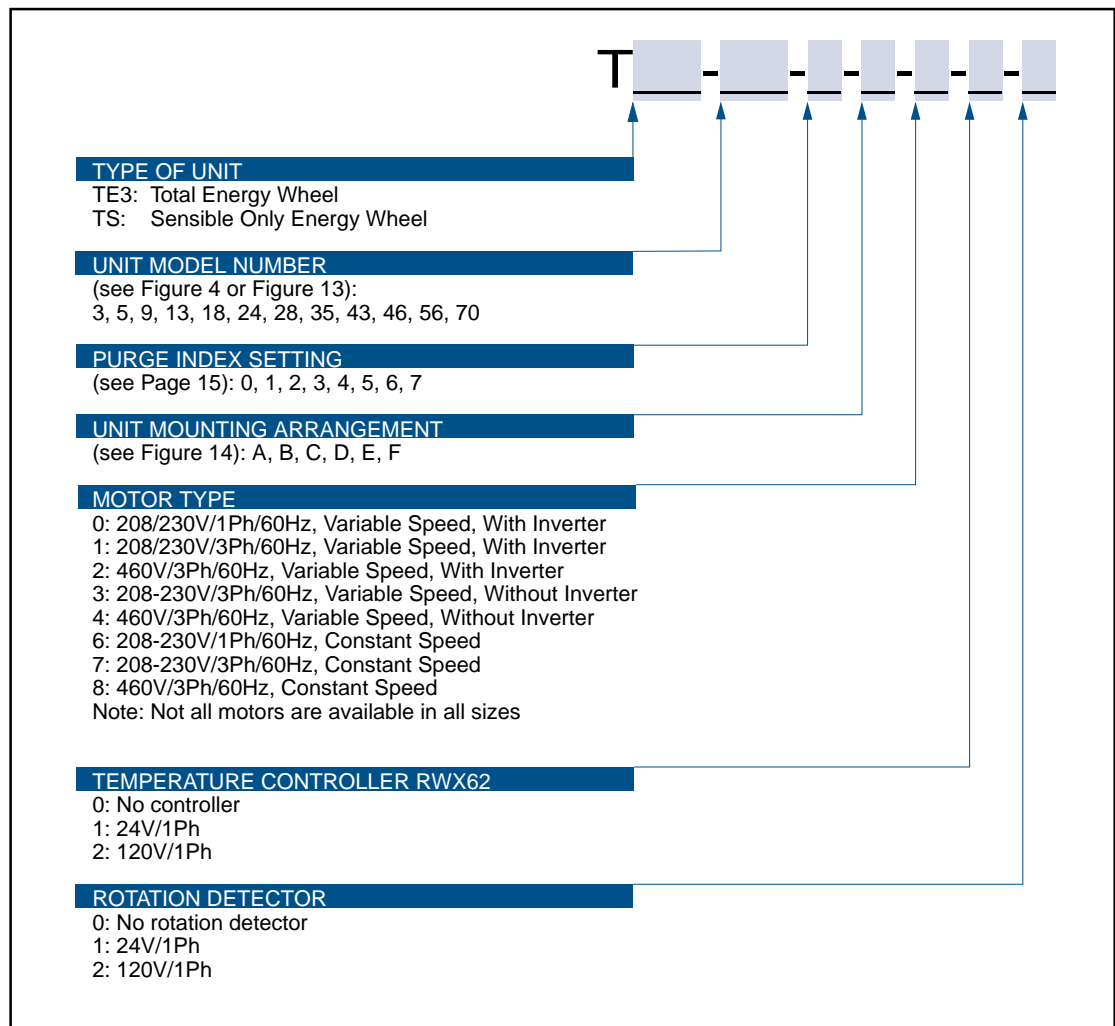 T - - - - - -
TYPE OF UNIT
TE3: Total Energy Wheel
TS: Sensible Only Energy Wheel
UNIT MODEL NUMBER
(see Figure 4 or Figure 13):
3, 5, 9, 13, 18, 24, 28, 35, 43, 46, 56, 70
PURGE INDEX SETTING
(see Page 15): 0, 1, 2, 3, 4, 5, 6, 7
UNIT MOUNTING ARRANGEMENT
(see Figure 14): A, B, C, D, E, F
MOTOR TYPE
0: 208/230V/1Ph/60Hz, Variable Speed, With Inverter
1: 208/230V/3Ph/60Hz, Variable Speed, With Inverter
2: 460V/3Ph/60Hz, Variable Speed, With Inverter
3: 208-230V/3Ph/60Hz, Variable Speed, Without Inverter
4: 460V/3Ph/60Hz, Variable Speed, Without Inverter
6: 208-230V/1Ph/60Hz, Constant Speed
7: 208-230V/3Ph/60Hz, Constant Speed
8: 460V/3Ph/60Hz, Constant Speed
Note: Not all motors are available in all sizes
TEMPERATURE CONTROLLER RWX62
0: No controller
1: 24V/1Ph
2: 120V/1Ph
ROTATION DETECTOR
0: No rotation detector
1: 24V/1Ph
2: 120V/1Ph